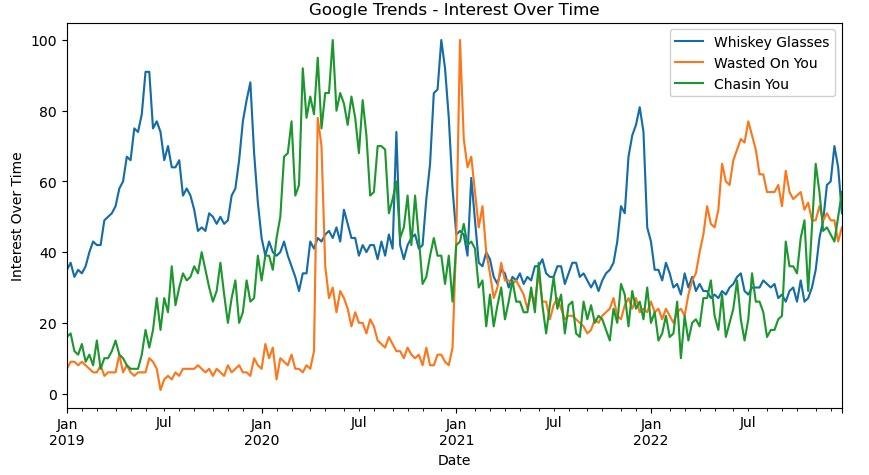 Google Trends - Interest Over Time
Whiskey Glasses
Wasted On You
Chasin You
Interest Over Time
100
80
60
40
20
0
Jan Jul Jan Jul Jan Jul Jan Jul
2019 2020 2021 2022
Date